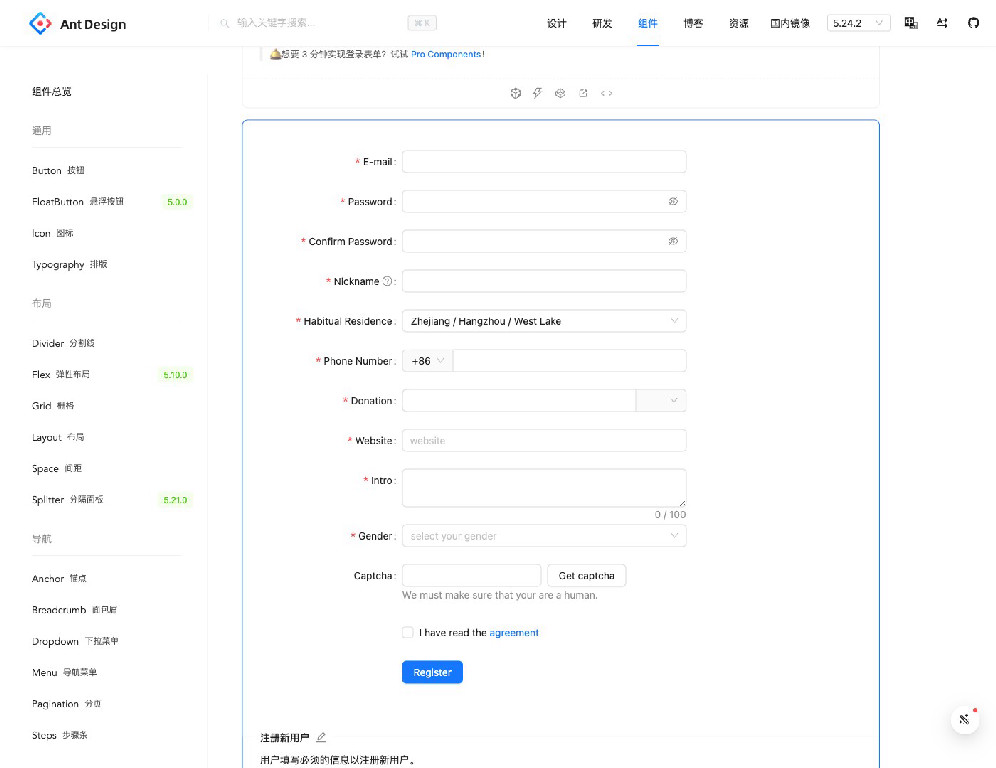 Ant Design
输入关键字搜索...
⌘ K
设计
研发
组件
博客
资源
国内镜像
5.24.2
想要 3 分钟实现登录表单？试试 Pro Components!
组件总览
通用
Button 按钮
FloatButton 悬浮按钮 5.0.0
Icon 图标
Typography 排版
布局
Divider 分割线
Flex 弹性布局 5.10.0
Grid 栅格
Layout 布局
Space 间距
Splitter 分隔面板 5.21.0
导航
Anchor 锚点
Breadcrumb 面包屑
Dropdown 下拉菜单
Menu 导航菜单
Pagination 分页
Steps 步骤条
* E-mail:
* Password:
* Confirm Password:
* Nickname :
* Habitual Residence: Zhejiang / Hangzhou / West Lake
* Phone Number: +86
* Donation:
* Website: website
* Intro:
0 / 100
* Gender: select your gender
Captcha: Get captcha
We must make sure that your are a human.
I have read the agreement
Register
注册新用户
用户填写必须的信息以注册新用户。